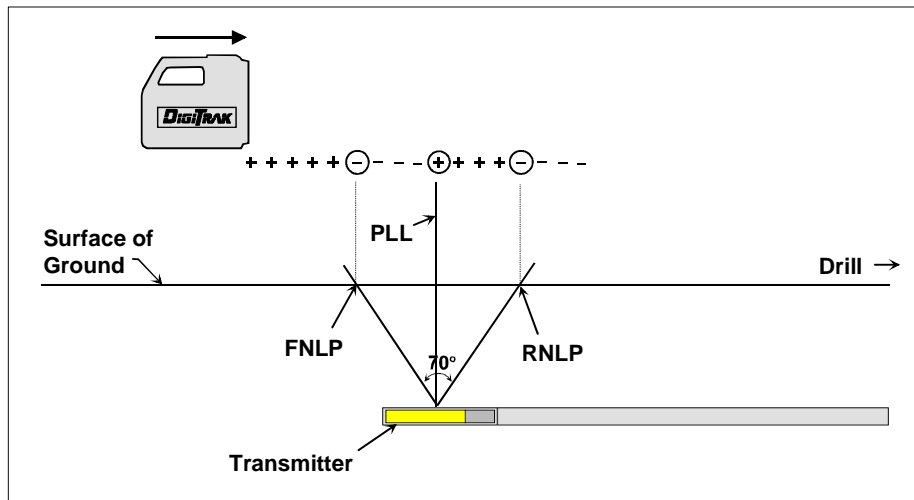 DIGITRAK
+ + + + + - - - - + + + + - - - -
PLL
Surface of
Ground
Drill →
FNLP
RNLP
70°
Transmitter